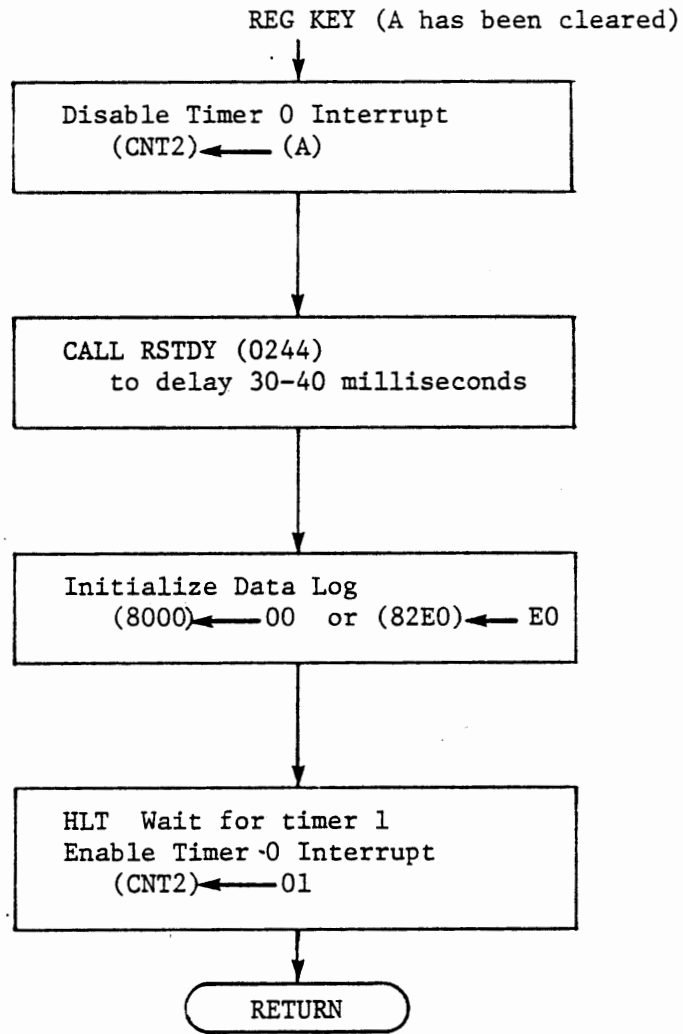 REG KEY (A has been cleared)
Disable Timer 0 Interrupt
(CNT2) ← (A)
CALL RSTDY (0244)
to delay 30-40 milliseconds
Initialize Data Log
(8000) ← 00 or (82E0) ← E0
HLT Wait for timer 1
Enable Timer 0 Interrupt
(CNT2) ← 01
RETURN